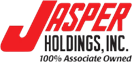 JASPER
HOLDINGS, INC.
100% Associate Owned